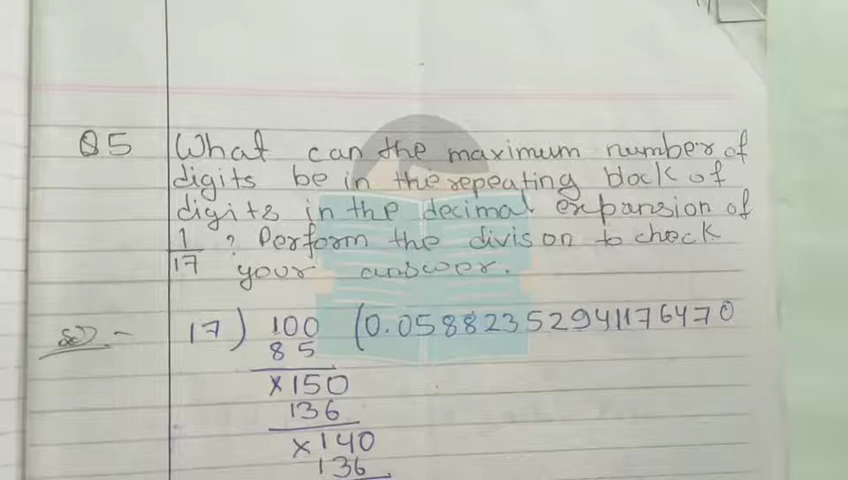 Q5 What can the maximum number of
digits be in the repeating block of
digits in the decimal expansion of
1/17 ? Perform the divison to check
your answer.
Sol. - 17 ) 100 ( 0.05882352941176470
85
×150
136
×140
136